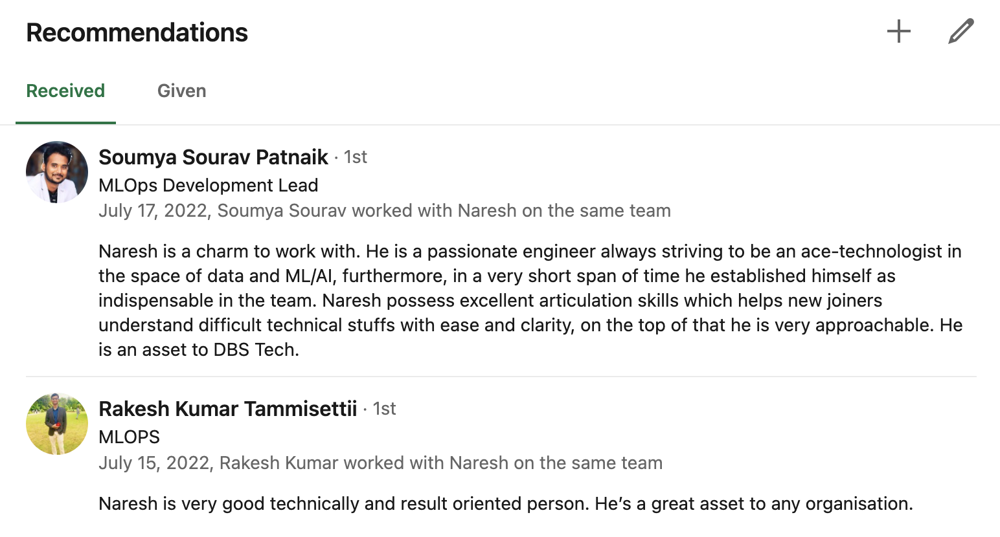 Recommendations
Received
Given
Soumya Sourav Patnaik · 1st
MLOps Development Lead
July 17, 2022, Soumya Sourav worked with Naresh on the same team
Naresh is a charm to work with. He is a passionate engineer always striving to be an ace-technologist in
the space of data and ML/AI, furthermore, in a very short span of time he established himself as
indispensable in the team. Naresh possess excellent articulation skills which helps new joiners
understand difficult technical stuffs with ease and clarity, on the top of that he is very approachable. He
is an asset to DBS Tech.
Rakesh Kumar Tammisettii · 1st
MLOPS
July 15, 2022, Rakesh Kumar worked with Naresh on the same team
Naresh is very good technically and result oriented person. He’s a great asset to any organisation.